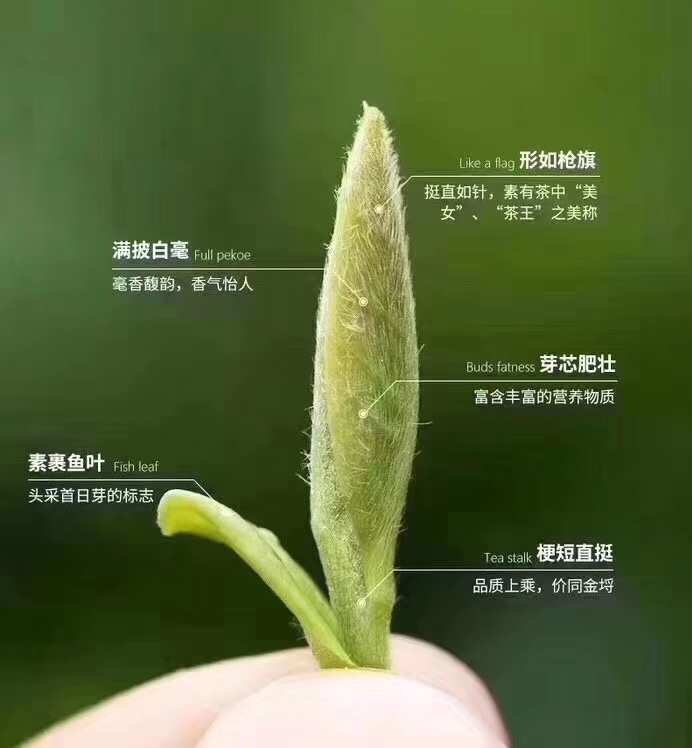 Like a flag 形如枪旗
挺直如针，素有茶中“美
女”、“茶王”之美称
满披白毫 Full pekoe
毫香馥韵，香气怡人
Buds fatness 芽芯肥壮
富含丰富的营养物质
素裹鱼叶 Fish leaf
头采首日芽的标志
Tea stalk 梗短直挺
品质上乘，价同金埒